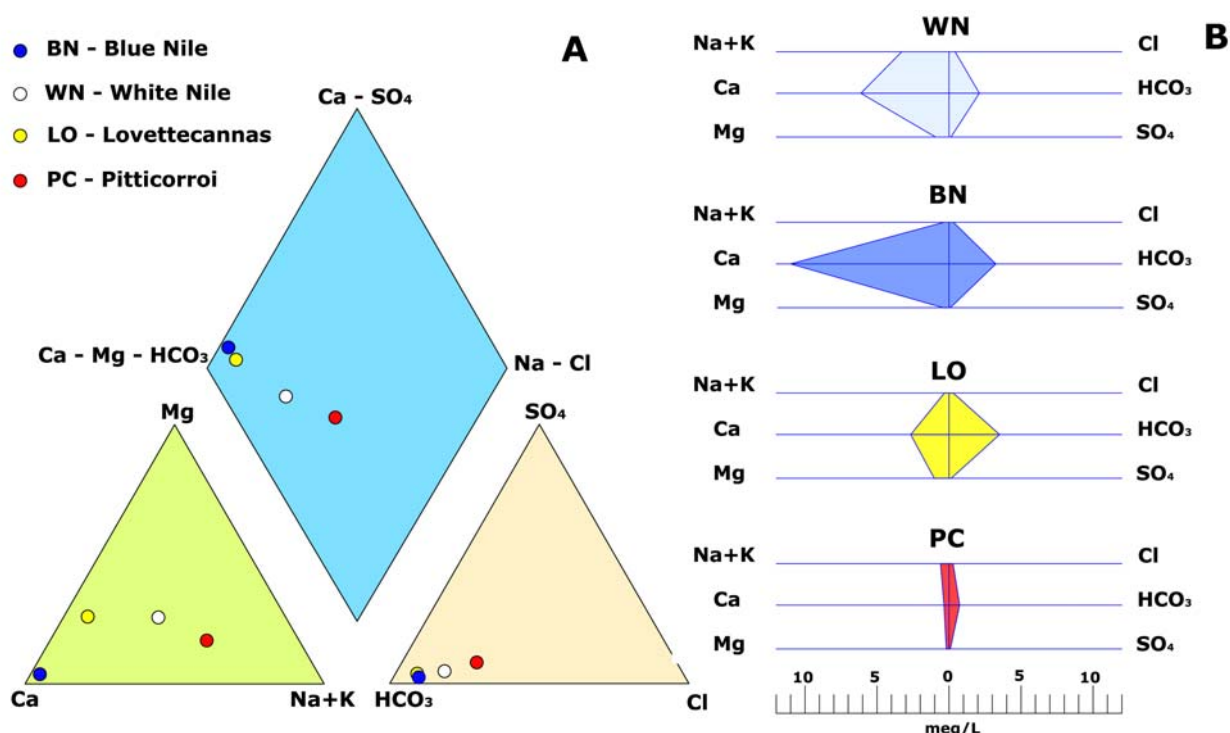 A
BN - Blue Nile
WN - White Nile
LO - Lovettecannas
PC - Pitticorroi
Ca - SO₄
Ca - Mg - HCO₃
Na - Cl
Mg
SO₄
Ca
Na+K
HCO₃
Cl
B
WN
Na+K
Cl
Ca
HCO₃
Mg
SO₄
BN
Na+K
Cl
Ca
HCO₃
Mg
SO₄
LO
Na+K
Cl
Ca
HCO₃
Mg
SO₄
PC
Na+K
Cl
Ca
HCO₃
Mg
SO₄
10 5 0 5 10
meq/L